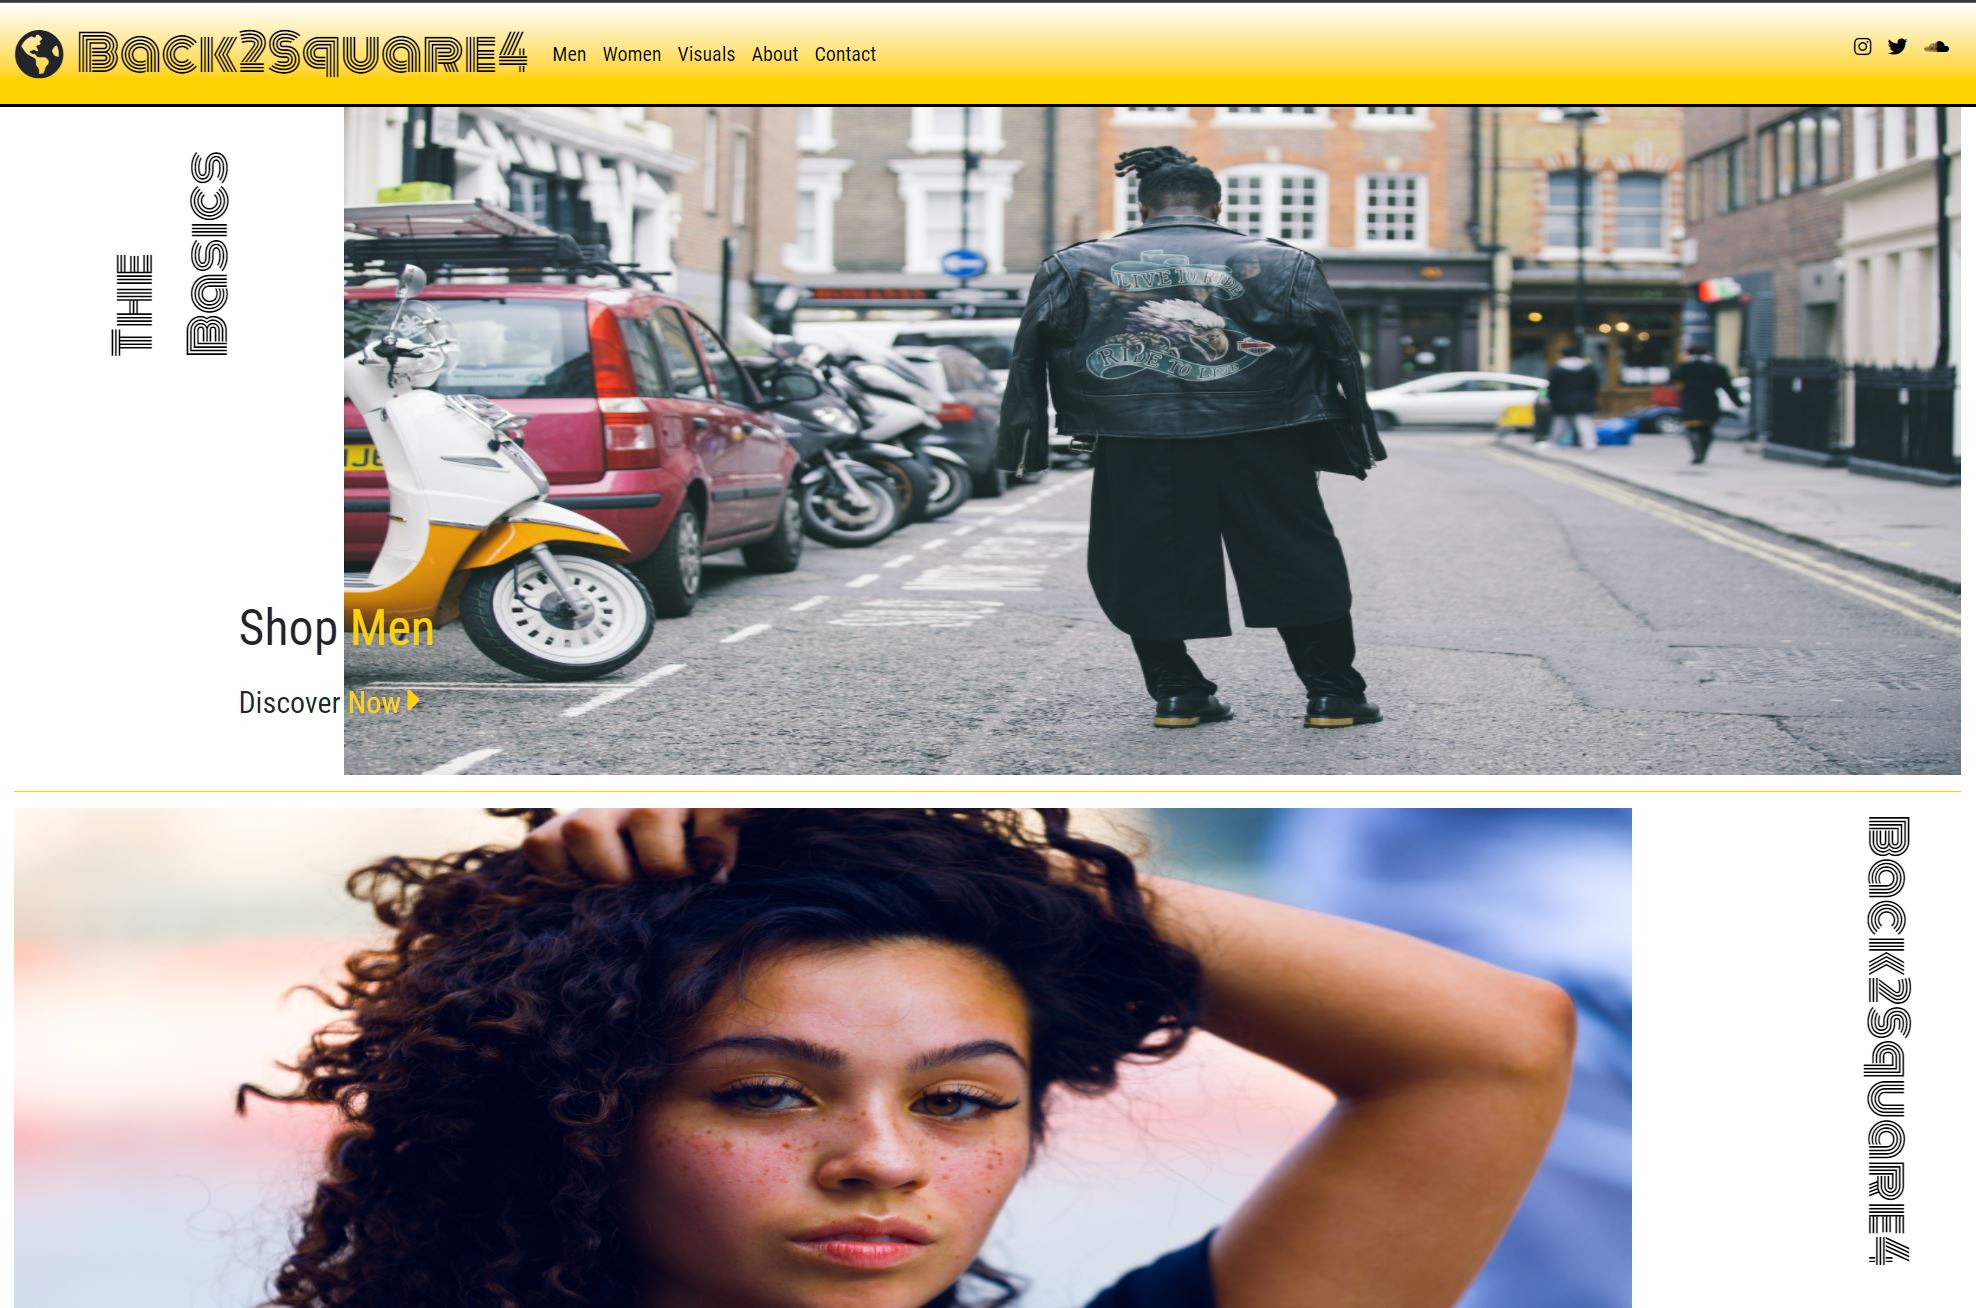 Back2Square4
Men Women Visuals About Contact
The
Basics
LIVE TO RIDE
RIDE TO LIVE
Shop Men
Discover Now
Back2Square4